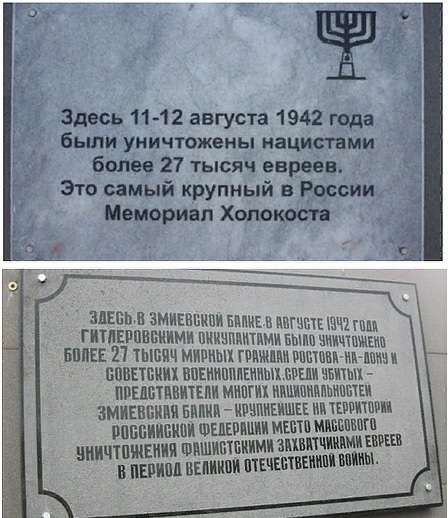 Здесь 11-12 августа 1942 года
были уничтожены нацистами
более 27 тысяч евреев.
Это самый крупный в России
Мемориал Холокоста
ЗДЕСЬ, В ЗМИЕВСКОЙ БАЛКЕ, В АВГУСТЕ 1942 ГОДА
ГИТЛЕРОВСКИМИ ОККУПАНТАМИ БЫЛО УНИЧТОЖЕНО
БОЛЕЕ 27 ТЫСЯЧ МИРНЫХ ГРАЖДАН РОСТОВА-НА-ДОНУ И
СОВЕТСКИХ ВОЕННОПЛЕННЫХ.СРЕДИ УБИТЫХ –
ПРЕДСТАВИТЕЛИ МНОГИХ НАЦИОНАЛЬНОСТЕЙ
ЗМИЕВСКАЯ БАЛКА – КРУПНЕЙШЕЕ НА ТЕРРИТОРИИ
РОССИЙСКОЙ ФЕДЕРАЦИИ МЕСТО МАССОВОГО
УНИЧТОЖЕНИЯ ФАШИСТСКИМИ ЗАХВАТЧИКАМИ ЕВРЕЕВ
В ПЕРИОД ВЕЛИКОЙ ОТЕЧЕСТВЕННОЙ ВОЙНЫ.